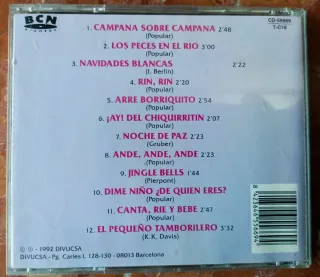 BCN
RECORDS
CD-55005
T-C16
1. CAMPANA SOBRE CAMPANA 2'48
(Popular)
2. LOS PECES EN EL RIO 3'00
(Popular)
3. NAVIDADES BLANCAS 2'22
(I. Berlin)
4. RIN, RIN 2'20
(Popular)
5. ARRE BORRIQUITO 2'54
(Popular)
6. ¡AY! DEL CHIQUIRRITIN 2'07
(Popular)
7. NOCHE DE PAZ 2'23
(Gruber)
8. ANDE, ANDE, ANDE 2'23
(Popular)
9. JINGLE BELLS 1'44
(Pierpont)
10. DIME NIÑO ¿DE QUIEN ERES?
(Popular)
11. CANTA, RIE Y BEBE 2'47
(Popular)
12. EL PEQUEÑO TAMBORILERO 3'32
(K.K. Davis)
℗ © - 1992 DIVUCSA
DIVUCSA - Pg. Carles I, 128-130 - 08013 Barcelona